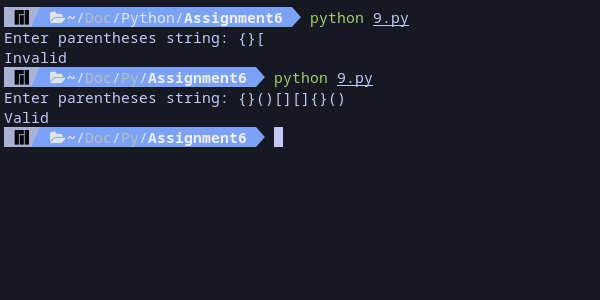 ~/Doc/Python/Assignment6 python 9.py
Enter parentheses string: {}[
Invalid
~/Doc/Py/Assignment6 python 9.py
Enter parentheses string: {}()[][]{}()
Valid
~/Doc/Py/Assignment6